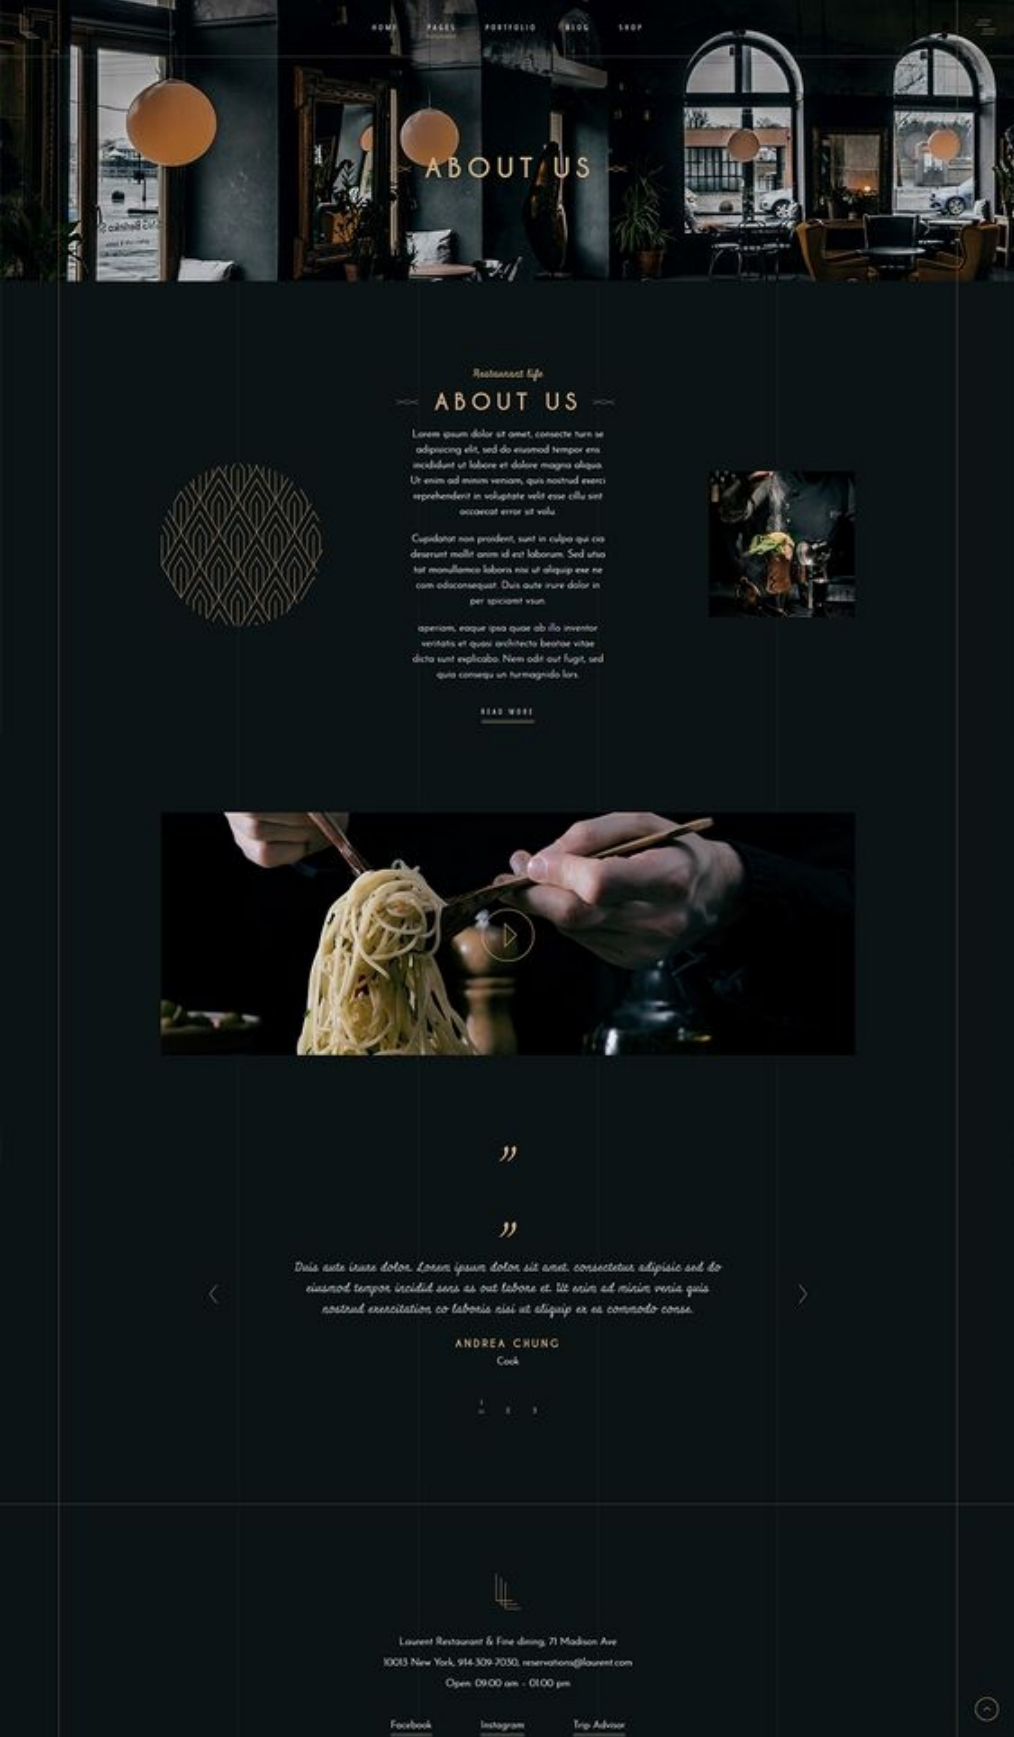 HOME PAGES PORTFOLIO BLOG SHOP
ABOUT US
Restaurant life
ABOUT US
Lorem ipsum dolor sit amet, consecte turn se
adipisicing elit, sed do eiusmod tempor ens
incididunt ut labore et dolore magna aliqua.
Ut enim ad minim veniam, quis nostrud exerci
reprehenderit in voluptate velit esse cillu sint
occaecat error sit volu.
Cupidatat non proident, sunt in culpa qui cia
deserunt mollit anim id est laborum. Sed utsa
tat monullamco laboris nisi ut aliquip exe ne
com odoconsequat. Duis aute irure dolor in
per spiciamt vsun.
aperiam, eaque ipsa quae ab illo inventor
veritatis et quasi architecto beatae vitae
dicta sunt explicabo. Nem odit aut fugit, sed
quia consequ un turmagnido lors.
READ MORE
”
”
Duis aute irure dolor. Lorem ipsum dolor sit amet, consectetur adipisic sed do
eiusmod tempor incidid sens as out labore et. Ut enim ad minim venia quis
nostrud exercitation co laboris nisi ut aliquip ex ea commodo conse.
ANDREA CHUNG
Cook
1 2 3
Laurent Restaurant & Fine dining, 71 Madison Ave
10013 New York, 914-309-7030, reservations@laurent.com
Open: 09:00 am – 01:00 pm
Facebook Instagram Trip Advisor